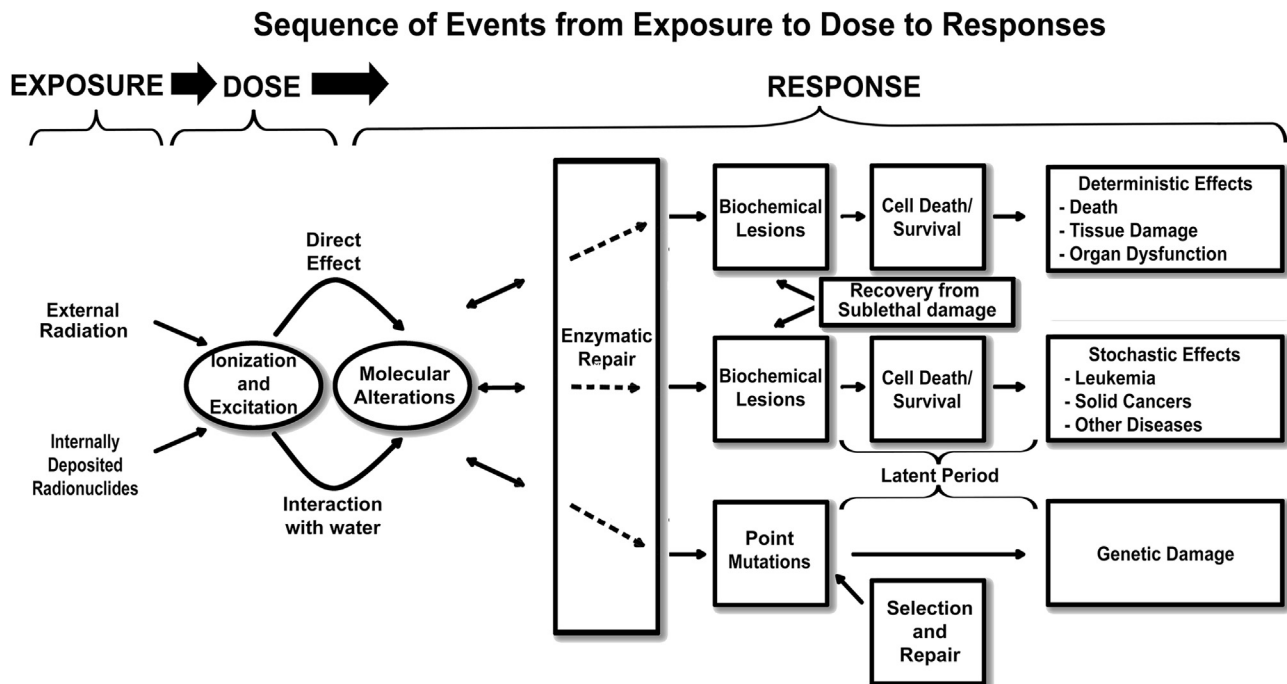 Sequence of Events from Exposure to Dose to Responses
EXPOSURE
DOSE
RESPONSE
External
Radiation
Internally
Deposited
Radionuclides
Direct
Effect
Ionization
and
Excitation
Molecular
Alterations
Interaction
with water
Enzymatic
Repair
Biochemical
Lesions
Cell Death/
Survival
Deterministic Effects
- Death
- Tissue Damage
- Organ Dysfunction
Recovery from
Sublethal damage
Biochemical
Lesions
Cell Death/
Survival
Stochastic Effects
- Leukemia
- Solid Cancers
- Other Diseases
Latent Period
Point
Mutations
Genetic Damage
Selection
and
Repair